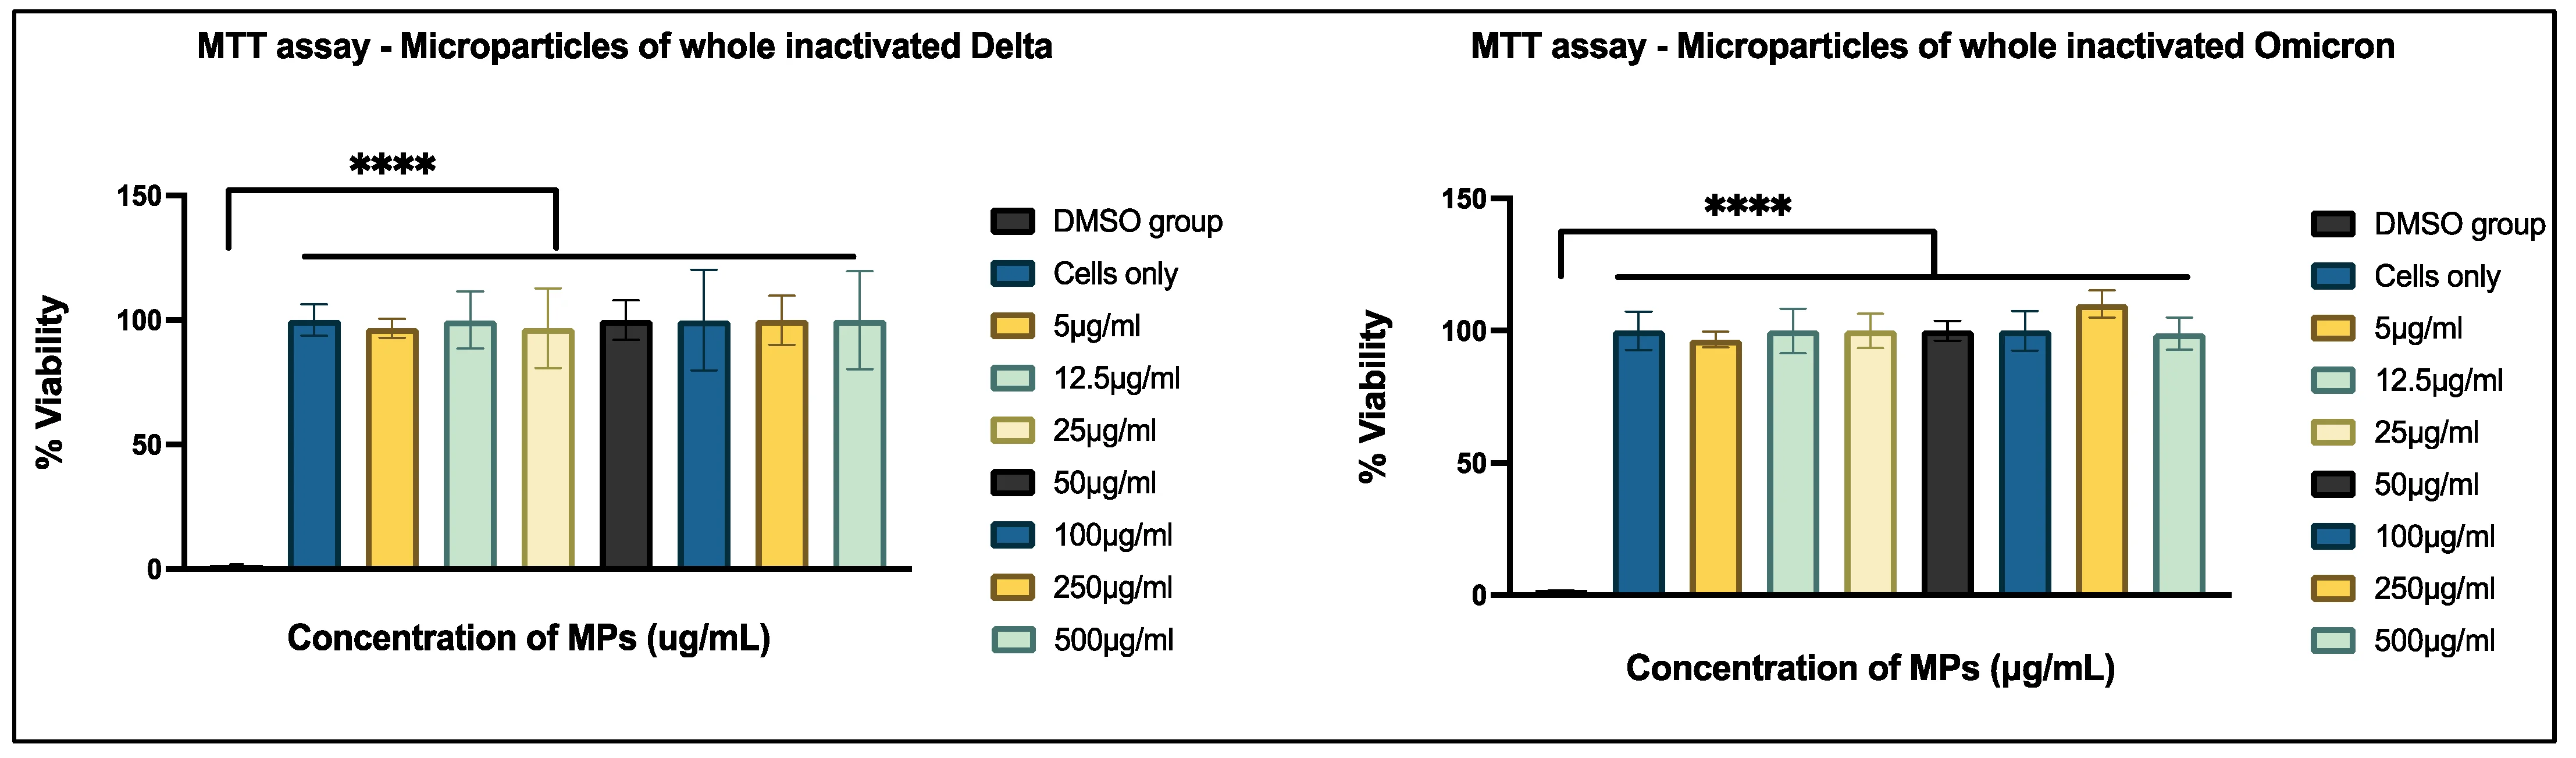 MTT assay - Microparticles of whole inactivated Delta
****
150
100
50
0
% Viability
Concentration of MPs (ug/mL)
DMSO group
Cells only
5µg/ml
12.5µg/ml
25µg/ml
50µg/ml
100µg/ml
250µg/ml
500µg/ml
MTT assay - Microparticles of whole inactivated Omicron
****
150
100
50
0
% Viability
Concentration of MPs (µg/mL)
DMSO group
Cells only
5µg/ml
12.5µg/ml
25µg/ml
50µg/ml
100µg/ml
250µg/ml
500µg/ml